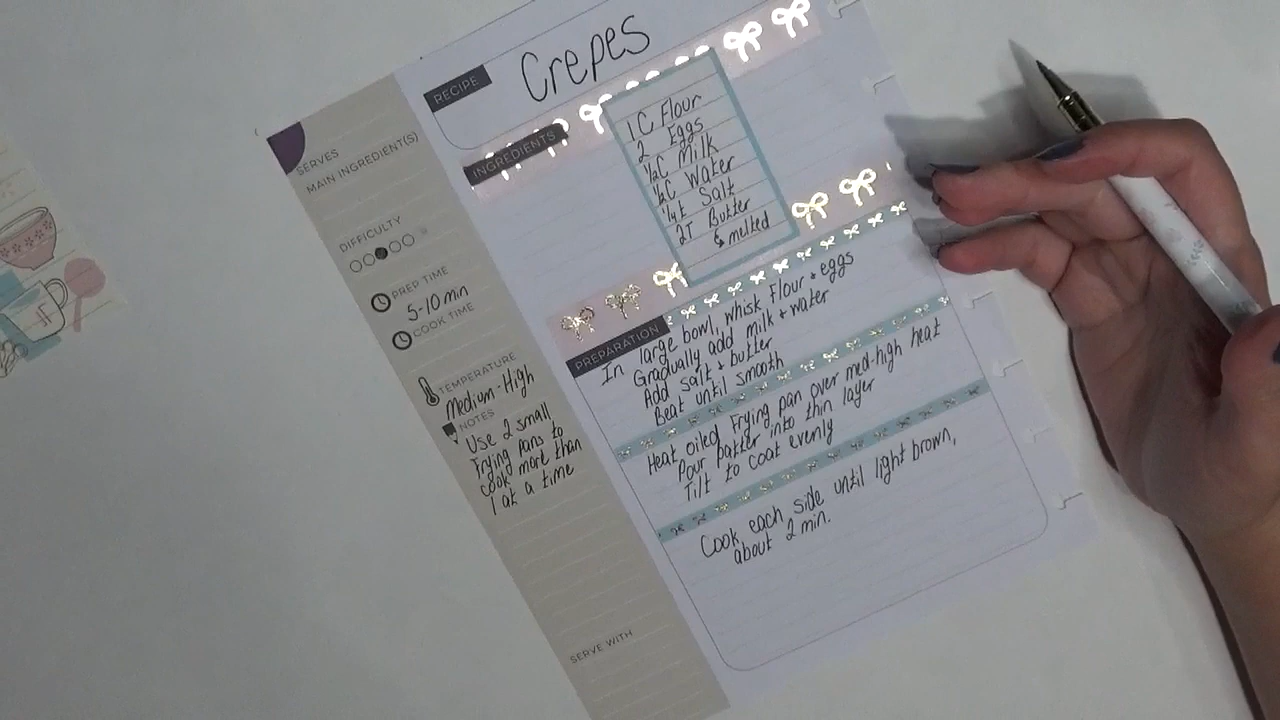 RECIPE
Crepes
INGREDIENTS
1 C Flour
2 Eggs
½C Milk
½C Water
¼t Salt
2T Butter
↳ melted
SERVES
MAIN INGREDIENT(S)
DIFFICULTY
PREP TIME
5-10 min
COOK TIME
TEMPERATURE
Medium-High
NOTES
Use 2 small
frying pans to
cook more than
1 at a time
SERVE WITH
PREPARATION
In large bowl, whisk flour + eggs
Gradually add milk + water
Add salt + butter
Beat until smooth
Heat oiled frying pan over med-high heat
Pour batter into thin layer
Tilt to coat evenly
Cook each side until light brown,
about 2 min.